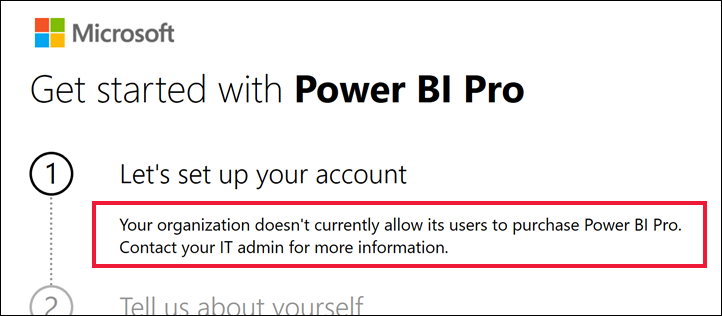 Microsoft
Get started with Power BI Pro
1
Let's set up your account
Your organization doesn't currently allow its users to purchase Power BI Pro.
Contact your IT admin for more information.
2
Tell us about yourself